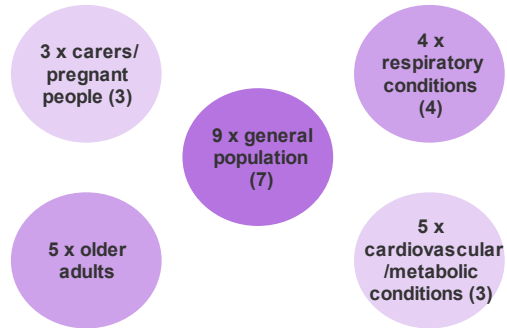 3 x carers/
pregnant
people (3)
4 x
respiratory
conditions
(4)
9 x general
population
(7)
5 x older
adults
5 x
cardiovascular
/metabolic
conditions (3)